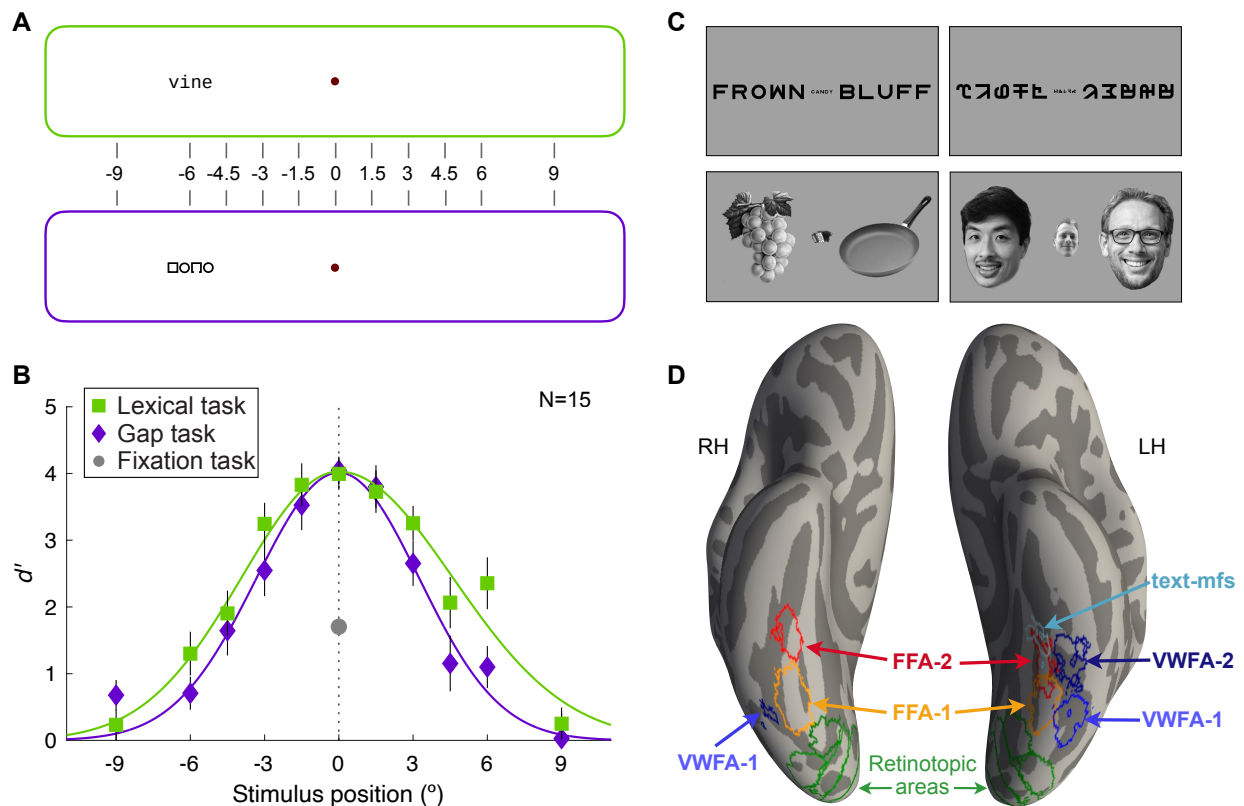 A
vine
-9 -6 -4.5 -3 -1.5 0 1.5 3 4.5 6 9
B
Lexical task
Gap task
Fixation task
N=15
5
4
3
2
1
0
d'
-9 -6 -3 0 3 6 9
Stimulus position (º)
C
FROWN CANDY BLUFF
D
RH
LH
text-mfs
FFA-2
VWFA-2
FFA-1
VWFA-1
VWFA-1
Retinotopic
areas